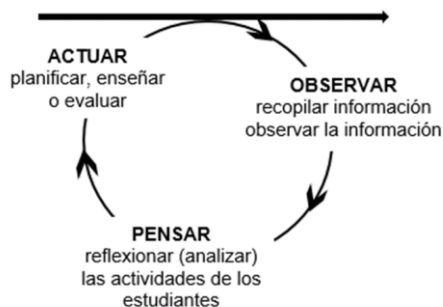 ACTUAR
planificar, enseñar
o evaluar
OBSERVAR
recopilar información
observar la información
PENSAR
reflexionar (analizar)
las actividades de los
estudiantes